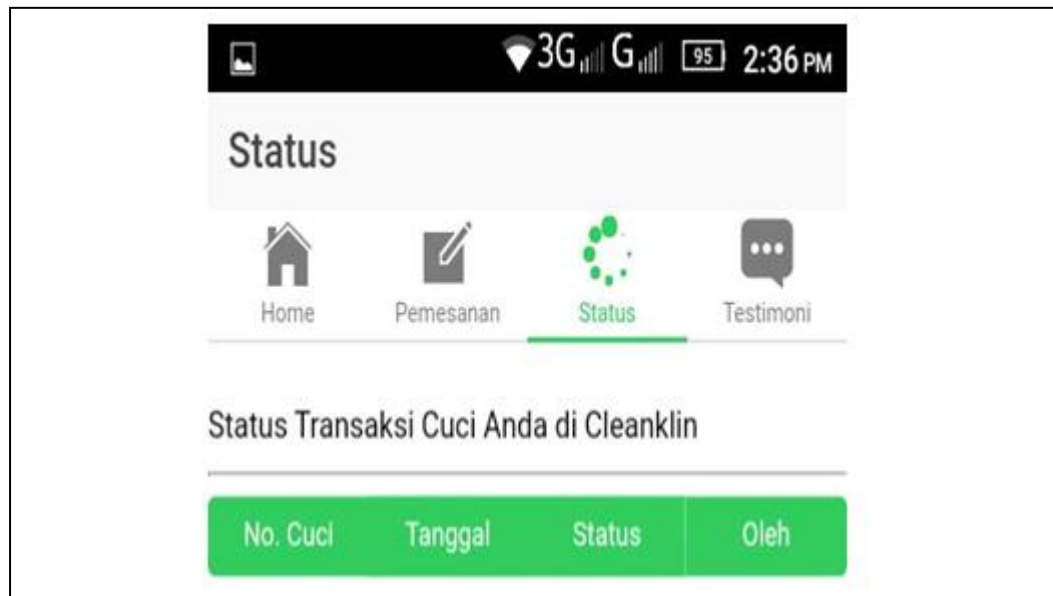 3G G 95 2:36 PM
Status
Home Pemesanan Status Testimoni
Status Transaksi Cuci Anda di Cleanklin
No. Cuci Tanggal Status Oleh